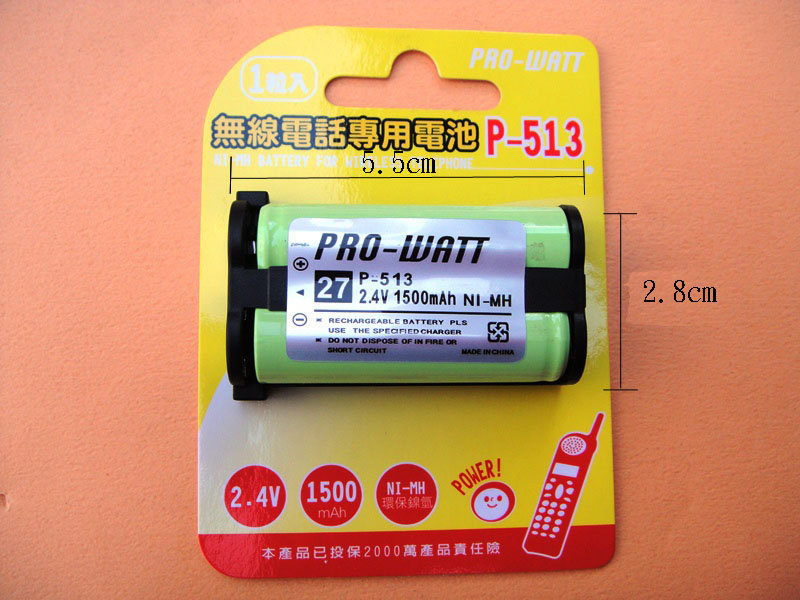 PRO-WATT
1粒入
無線電話專用電池 P-513
5.5cm
PRO-WATT
27
P-513
2.4V 1500mAh NI-MH
RECHARGEABLE BATTERY PLS
USE THE SPECIFIED CHARGER
DO NOT DISPOSE OF IN FIRE OR
SHORT CIRCUIT
MADE IN CHINA
2.8cm
2.4V
1500
mAh
NI-MH
環保鎳氫
POWER!
本產品已投保2000萬產品責任險